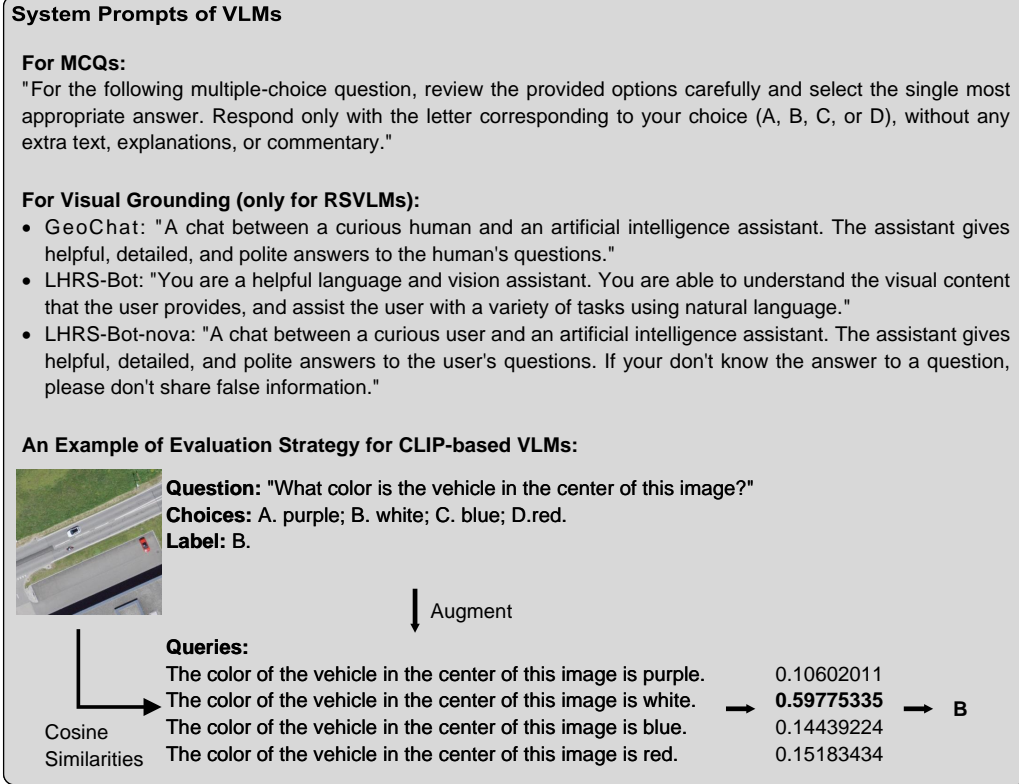 System Prompts of VLMs
For MCQs:
"For the following multiple-choice question, review the provided options carefully and select the single most
appropriate answer. Respond only with the letter corresponding to your choice (A, B, C, or D), without any
extra text, explanations, or commentary."
For Visual Grounding (only for RSVLMs):
• GeoChat: "A chat between a curious human and an artificial intelligence assistant. The assistant gives
helpful, detailed, and polite answers to the human's questions."
• LHRS-Bot: "You are a helpful language and vision assistant. You are able to understand the visual content
that the user provides, and assist the user with a variety of tasks using natural language."
• LHRS-Bot-nova: "A chat between a curious user and an artificial intelligence assistant. The assistant gives
helpful, detailed, and polite answers to the user's questions. If your don't know the answer to a question,
please don't share false information."
An Example of Evaluation Strategy for CLIP-based VLMs:
Question: "What color is the vehicle in the center of this image?"
Choices: A. purple; B. white; C. blue; D.red.
Label: B.
Augment
Queries:
The color of the vehicle in the center of this image is purple. 0.10602011
The color of the vehicle in the center of this image is white. 0.59775335 B
The color of the vehicle in the center of this image is blue. 0.14439224
The color of the vehicle in the center of this image is red. 0.15183434
Cosine
Similarities